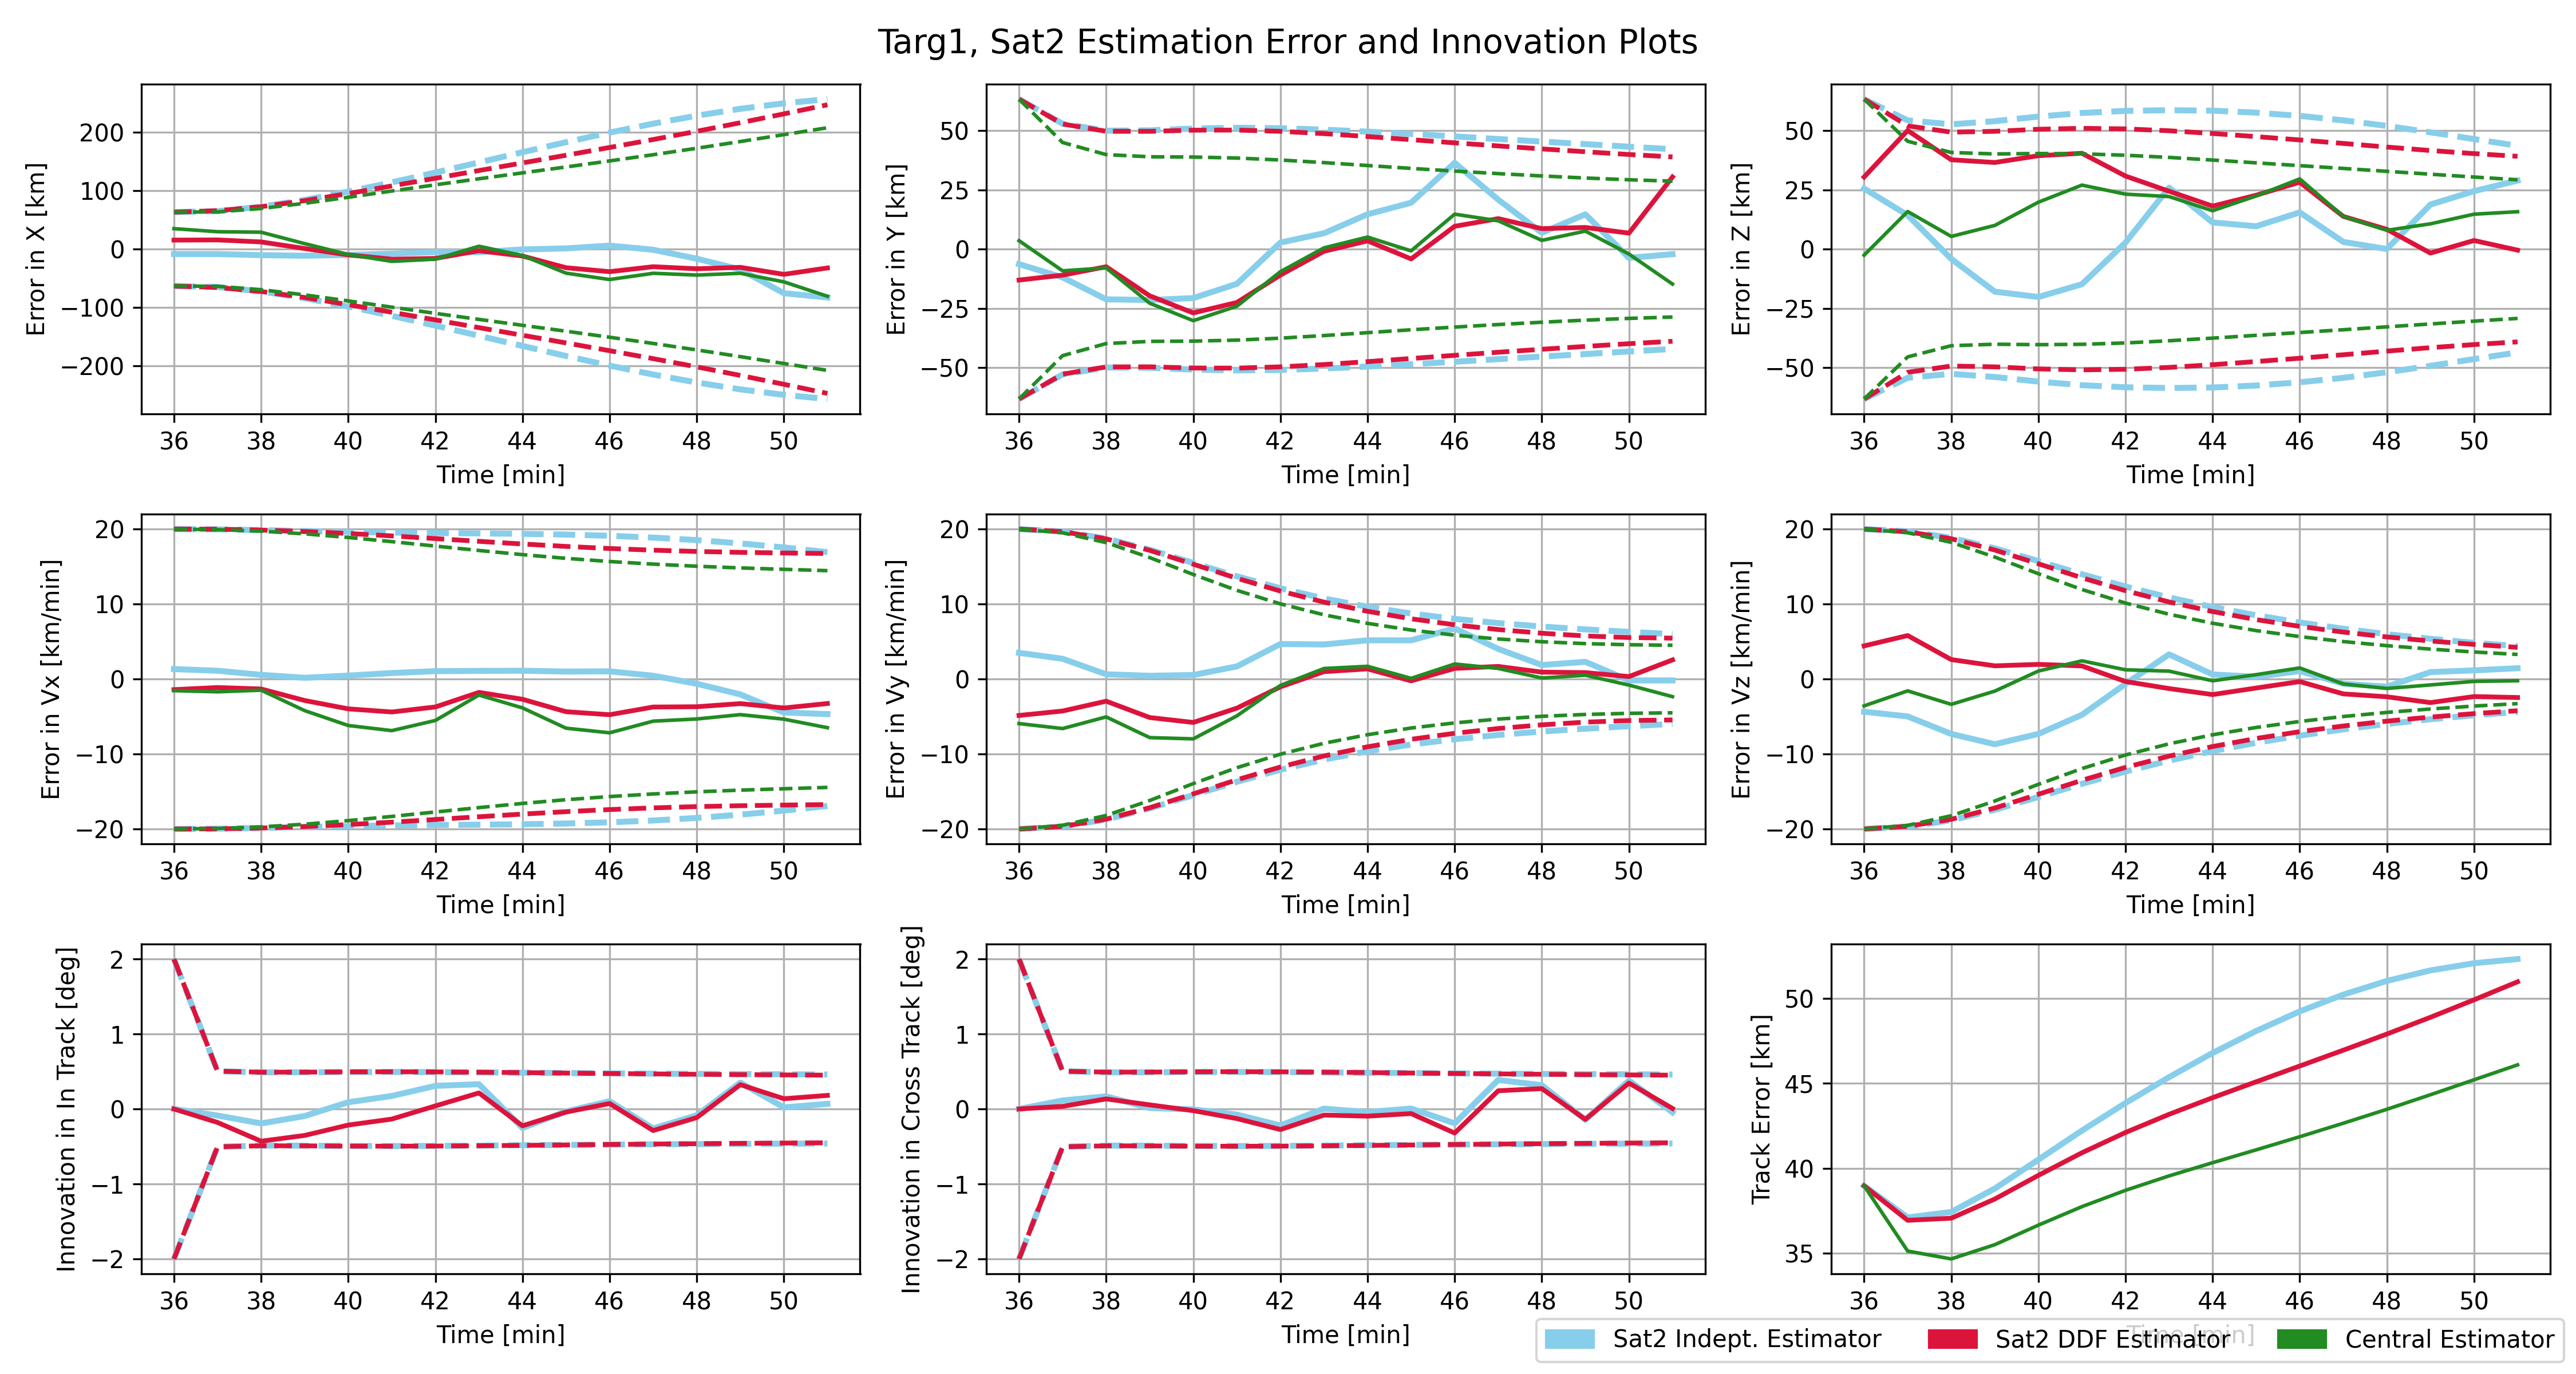 Targ1, Sat2 Estimation Error and Innovation Plots
Error in X [km]
200
100
0
−100
−200
36 38 40 42 44 46 48 50
Time [min]
Error in Y [km]
50
25
0
−25
−50
36 38 40 42 44 46 48 50
Time [min]
Error in Z [km]
50
25
0
−25
−50
36 38 40 42 44 46 48 50
Time [min]
Error in Vx [km/min]
20
10
0
−10
−20
36 38 40 42 44 46 48 50
Time [min]
Error in Vy [km/min]
20
10
0
−10
−20
36 38 40 42 44 46 48 50
Time [min]
Error in Vz [km/min]
20
10
0
−10
−20
36 38 40 42 44 46 48 50
Time [min]
Innovation in In Track [deg]
2
1
0
−1
−2
36 38 40 42 44 46 48 50
Time [min]
Innovation in Cross Track [deg]
2
1
0
−1
−2
36 38 40 42 44 46 48 50
Time [min]
Track Error [km]
50
45
40
35
36 38 40 42 44 46 48 50
Time [min]
Sat2 Indept. Estimator
Sat2 DDF Estimator
Central Estimator